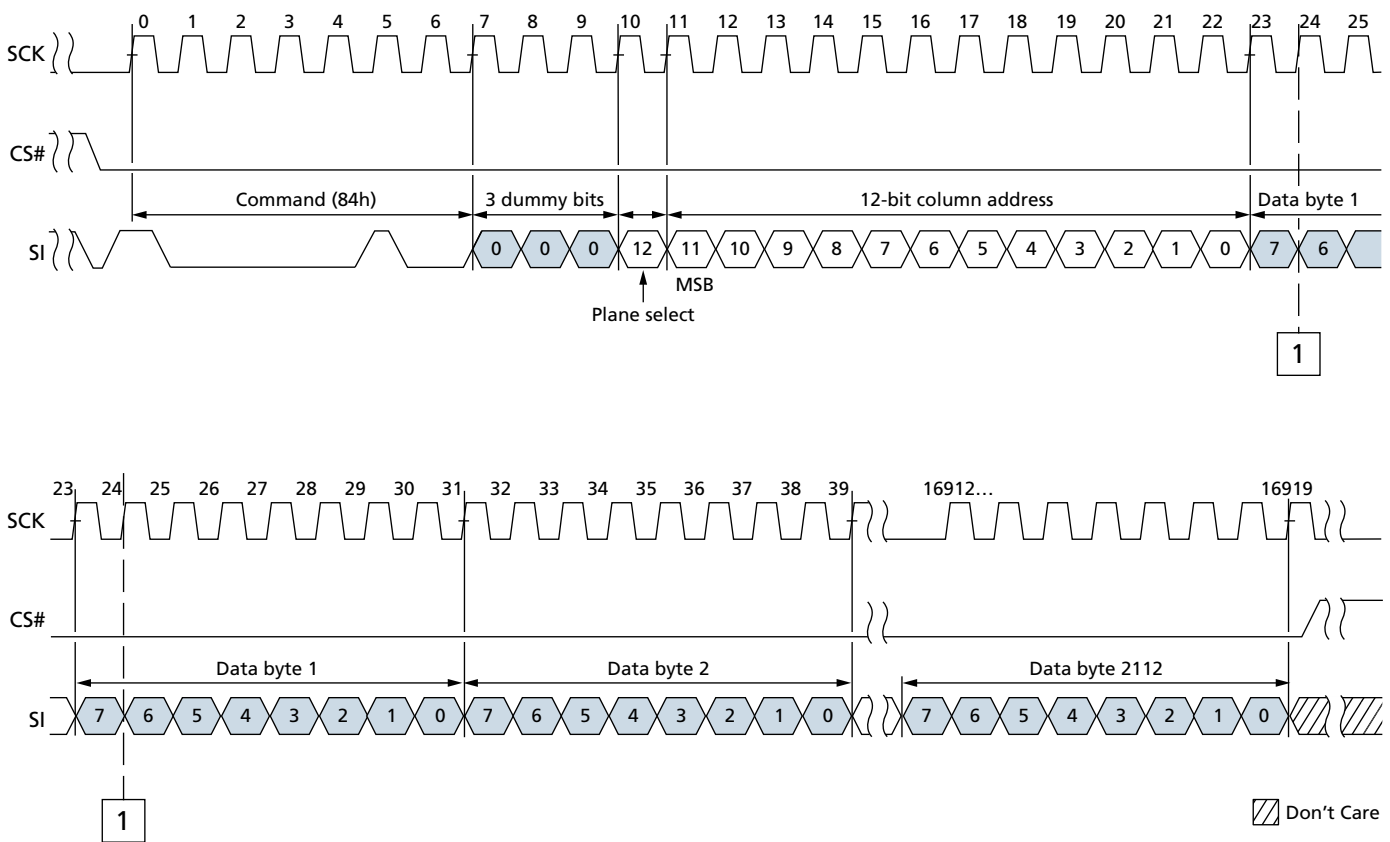 0 1 2 3 4 5 6 7 8 9 10 11 12 13 14 15 16 17 18 19 20 21 22 23 24 25
SCK
CS#
Command (84h) 3 dummy bits 12-bit column address Data byte 1
SI 0 0 0 12 11 10 9 8 7 6 5 4 3 2 1 0 7 6
MSB
Plane select
1
23 24 25 26 27 28 29 30 31 32 33 34 35 36 37 38 39 16912... 16919
SCK
CS#
Data byte 1 Data byte 2 Data byte 2112
SI 7 6 5 4 3 2 1 0 7 6 5 4 3 2 1 0 7 6 5 4 3 2 1 0
1
Don't Care